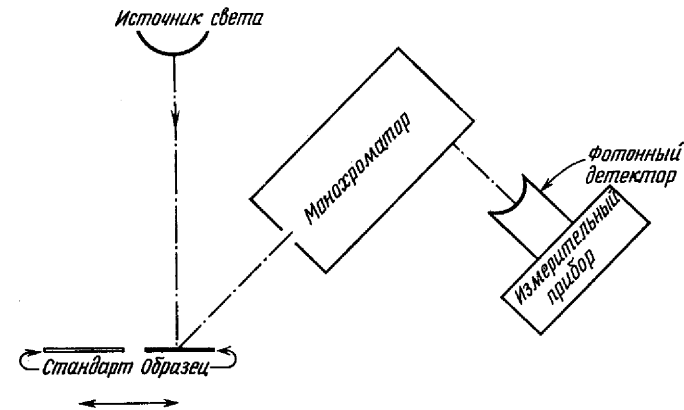 Источник света
Монохроматор
Фотонный
детектор
Измерительный
прибор
Стандарт Образец